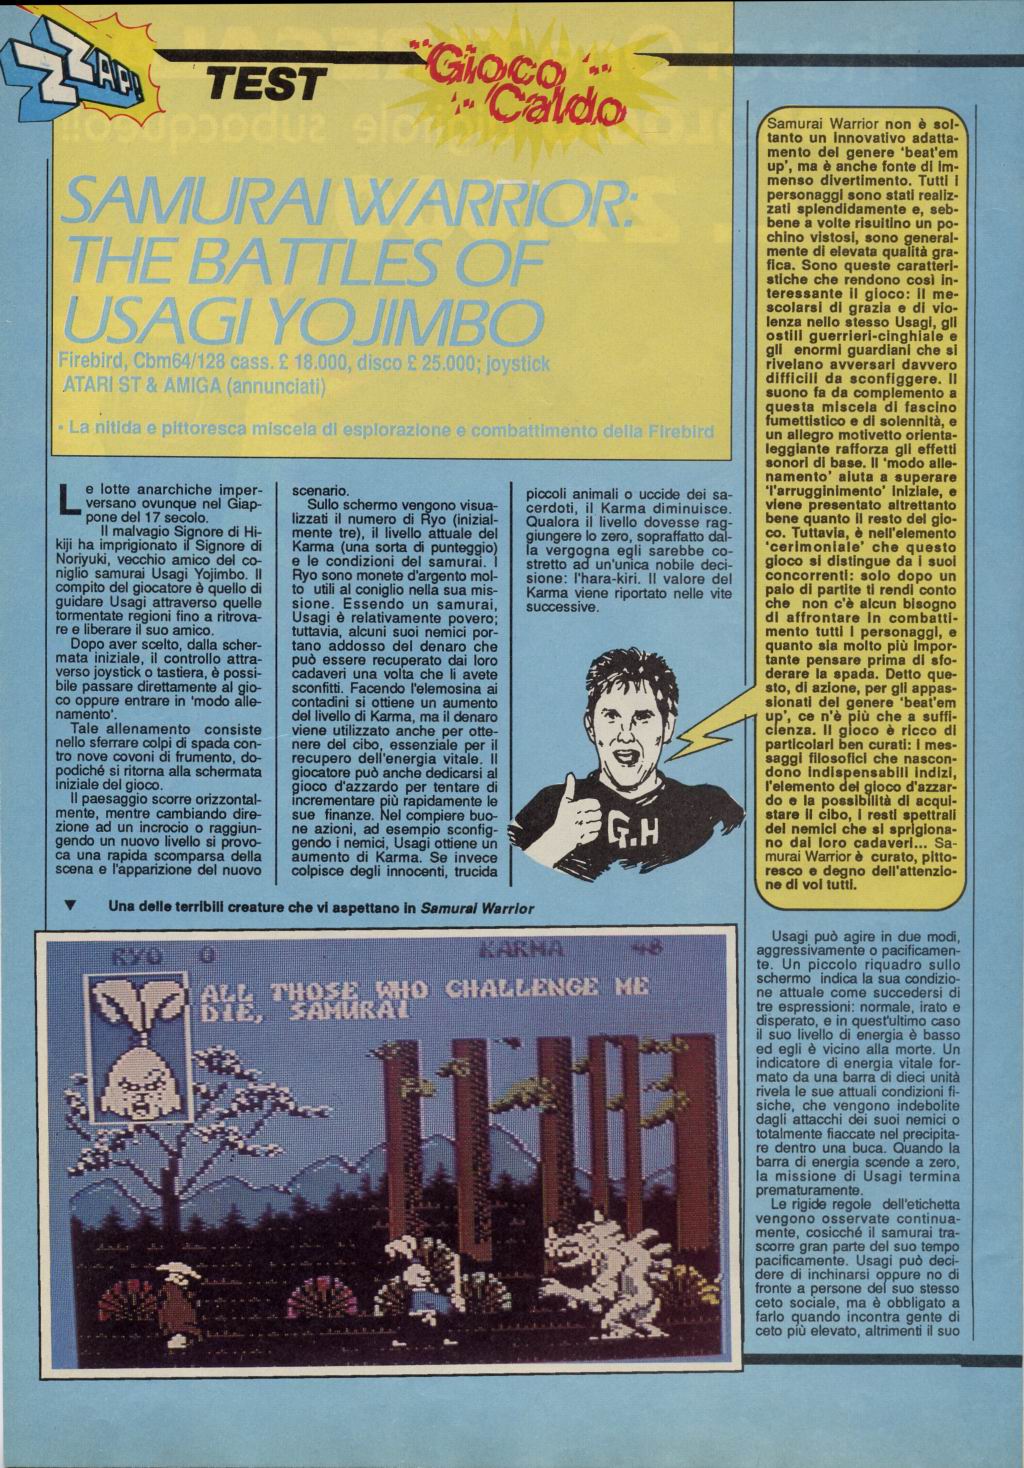 ZZAP!
TEST
Gioco
Caldo
SAMURAI WARRIOR:
THE BATTLES OF
USAGI YOJIMBO
Firebird, Cbm64/128 cass. £ 18.000, disco £ 25.000; joystick
ATARI ST & AMIGA (annunciati)
• La nitida e pittoresca miscela di esplorazione e combattimento della Firebird
Le lotte anarchiche imper-
versano ovunque nel Giap-
pone del 17 secolo.
Il malvagio Signore di Hi-
kiji ha imprigionato il Signore di
Noriyuki, vecchio amico del co-
niglio samurai Usagi Yojimbo. Il
compito del giocatore è quello di
guidare Usagi attraverso quelle
tormentate regioni fino a ritrova-
re e liberare il suo amico.
Dopo aver scelto, dalla scher-
mata iniziale, il controllo attra-
verso joystick o tastiera, è possi-
bile passare direttamente al gio-
co oppure entrare in 'modo alle-
namento'.
Tale allenamento consiste
nello sferrare colpi di spada con-
tro nove covoni di frumento, do-
podiché si ritorna alla schermata
iniziale del gioco.
Il paesaggio scorre orizzontal-
mente, mentre cambiando dire-
zione ad un incrocio o raggiun-
gendo un nuovo livello si provo-
ca una rapida scomparsa della
scena e l'apparizione del nuovo
scenario.
Sullo schermo vengono visua-
lizzati il numero di Ryo (inizial-
mente tre), il livello attuale del
Karma (una sorta di punteggio)
e le condizioni del samurai. I
Ryo sono monete d'argento mol-
to utili al coniglio nella sua mis-
sione. Essendo un samurai,
Usagi è relativamente povero;
tuttavia, alcuni suoi nemici por-
tano addosso del denaro che
può essere recuperato dai loro
cadaveri una volta che li avete
sconfitti. Facendo l'elemosina ai
contadini si ottiene un aumento
del livello di Karma, ma il denaro
viene utilizzato anche per otte-
nere del cibo, essenziale per il
recupero dell'energia vitale. Il
giocatore può anche dedicarsi al
gioco d'azzardo per tentare di
incrementare più rapidamente le
sue finanze. Nel compiere buo-
ne azioni, ad esempio sconfig-
gendo i nemici, Usagi ottiene un
aumento di Karma. Se invece
colpisce degli innocenti, trucida
piccoli animali o uccide dei sa-
cerdoti, il Karma diminuisce.
Qualora il livello dovesse rag-
giungere lo zero, sopraffatto dal-
la vergogna egli sarebbe co-
stretto ad un'unica nobile deci-
sione: l'hara-kiri. Il valore del
Karma viene riportato nelle vite
successive.
G.H
Samurai Warrior non è sol-
tanto un innovativo adatta-
mento del genere 'beat'em
up', ma è anche fonte di im-
menso divertimento. Tutti i
personaggi sono stati realiz-
zati splendidamente e, seb-
bene a volte risultino un po-
chino vistosi, sono general-
mente di elevata qualità gra-
fica. Sono queste caratteri-
stiche che rendono così in-
teressante il gioco: il me-
scolarsi di grazia e di vio-
lenza nello stesso Usagi, gli
ostili guerrieri-cinghiale e
gli enormi guardiani che si
rivelano avversari davvero
difficili da sconfiggere. Il
suono fa da complemento a
questa miscela di fascino
fumettistico e di solennità, e
un allegro motivetto orienta-
leggiante rafforza gli effetti
sonori di base. Il 'modo alle-
namento' aiuta a superare
'l'arrugginimento' iniziale, e
viene presentato altrettanto
bene quanto il resto del gio-
co. Tuttavia, è nell'elemento
'cerimoniale' che questo
gioco si distingue da i suoi
concorrenti: solo dopo un
paio di partite ti rendi conto
che non c'è alcun bisogno
di affrontare in combatti-
mento tutti i personaggi, e
quanto sia molto più impor-
tante pensare prima di sfo-
derare la spada. Detto que-
sto, di azione, per gli appas-
sionati del genere 'beat'em
up', ce n'è più che a suffi-
cienza. Il gioco è ricco di
particolari ben curati: i mes-
saggi filosofici che nascon-
dono indispensabili indizi,
l'elemento del gioco d'azzar-
do e la possibilità di acqui-
stare il cibo, i resti spettrali
dei nemici che si sprigiona-
no dai loro cadaveri... Sa-
murai Warrior è curato, pitto-
resco e degno dell'attenzio-
ne di voi tutti.
▼ Una delle terribili creature che vi aspettano in Samurai Warrior
RYO 0 KARMA 48
ALL THOSE WHO CHALLENGE ME
DIE, SAMURAI
Usagi può agire in due modi,
aggressivamente o pacificamen-
te. Un piccolo riquadro sullo
schermo indica la sua condizio-
ne attuale come succedersi di
tre espressioni: normale, irato e
disperato, e in quest'ultimo caso
il suo livello di energia è basso
ed egli è vicino alla morte. Un
indicatore di energia vitale for-
mato da una barra di dieci unità
rivela le sue attuali condizioni fi-
siche, che vengono indebolite
dagli attacchi dei suoi nemici o
totalmente fiaccate nel precipita-
re dentro una buca. Quando la
barra di energia scende a zero,
la missione di Usagi termina
prematuramente.
Le rigide regole dell'etichetta
vengono osservate continua-
mente, cosicché il samurai tra-
scorre gran parte del suo tempo
pacificamente. Usagi può deci-
dere di inchinarsi oppure no di
fronte a persone del suo stesso
ceto sociale, ma è obbligato a
farlo quando incontra gente di
ceto più elevato, altrimenti il suo